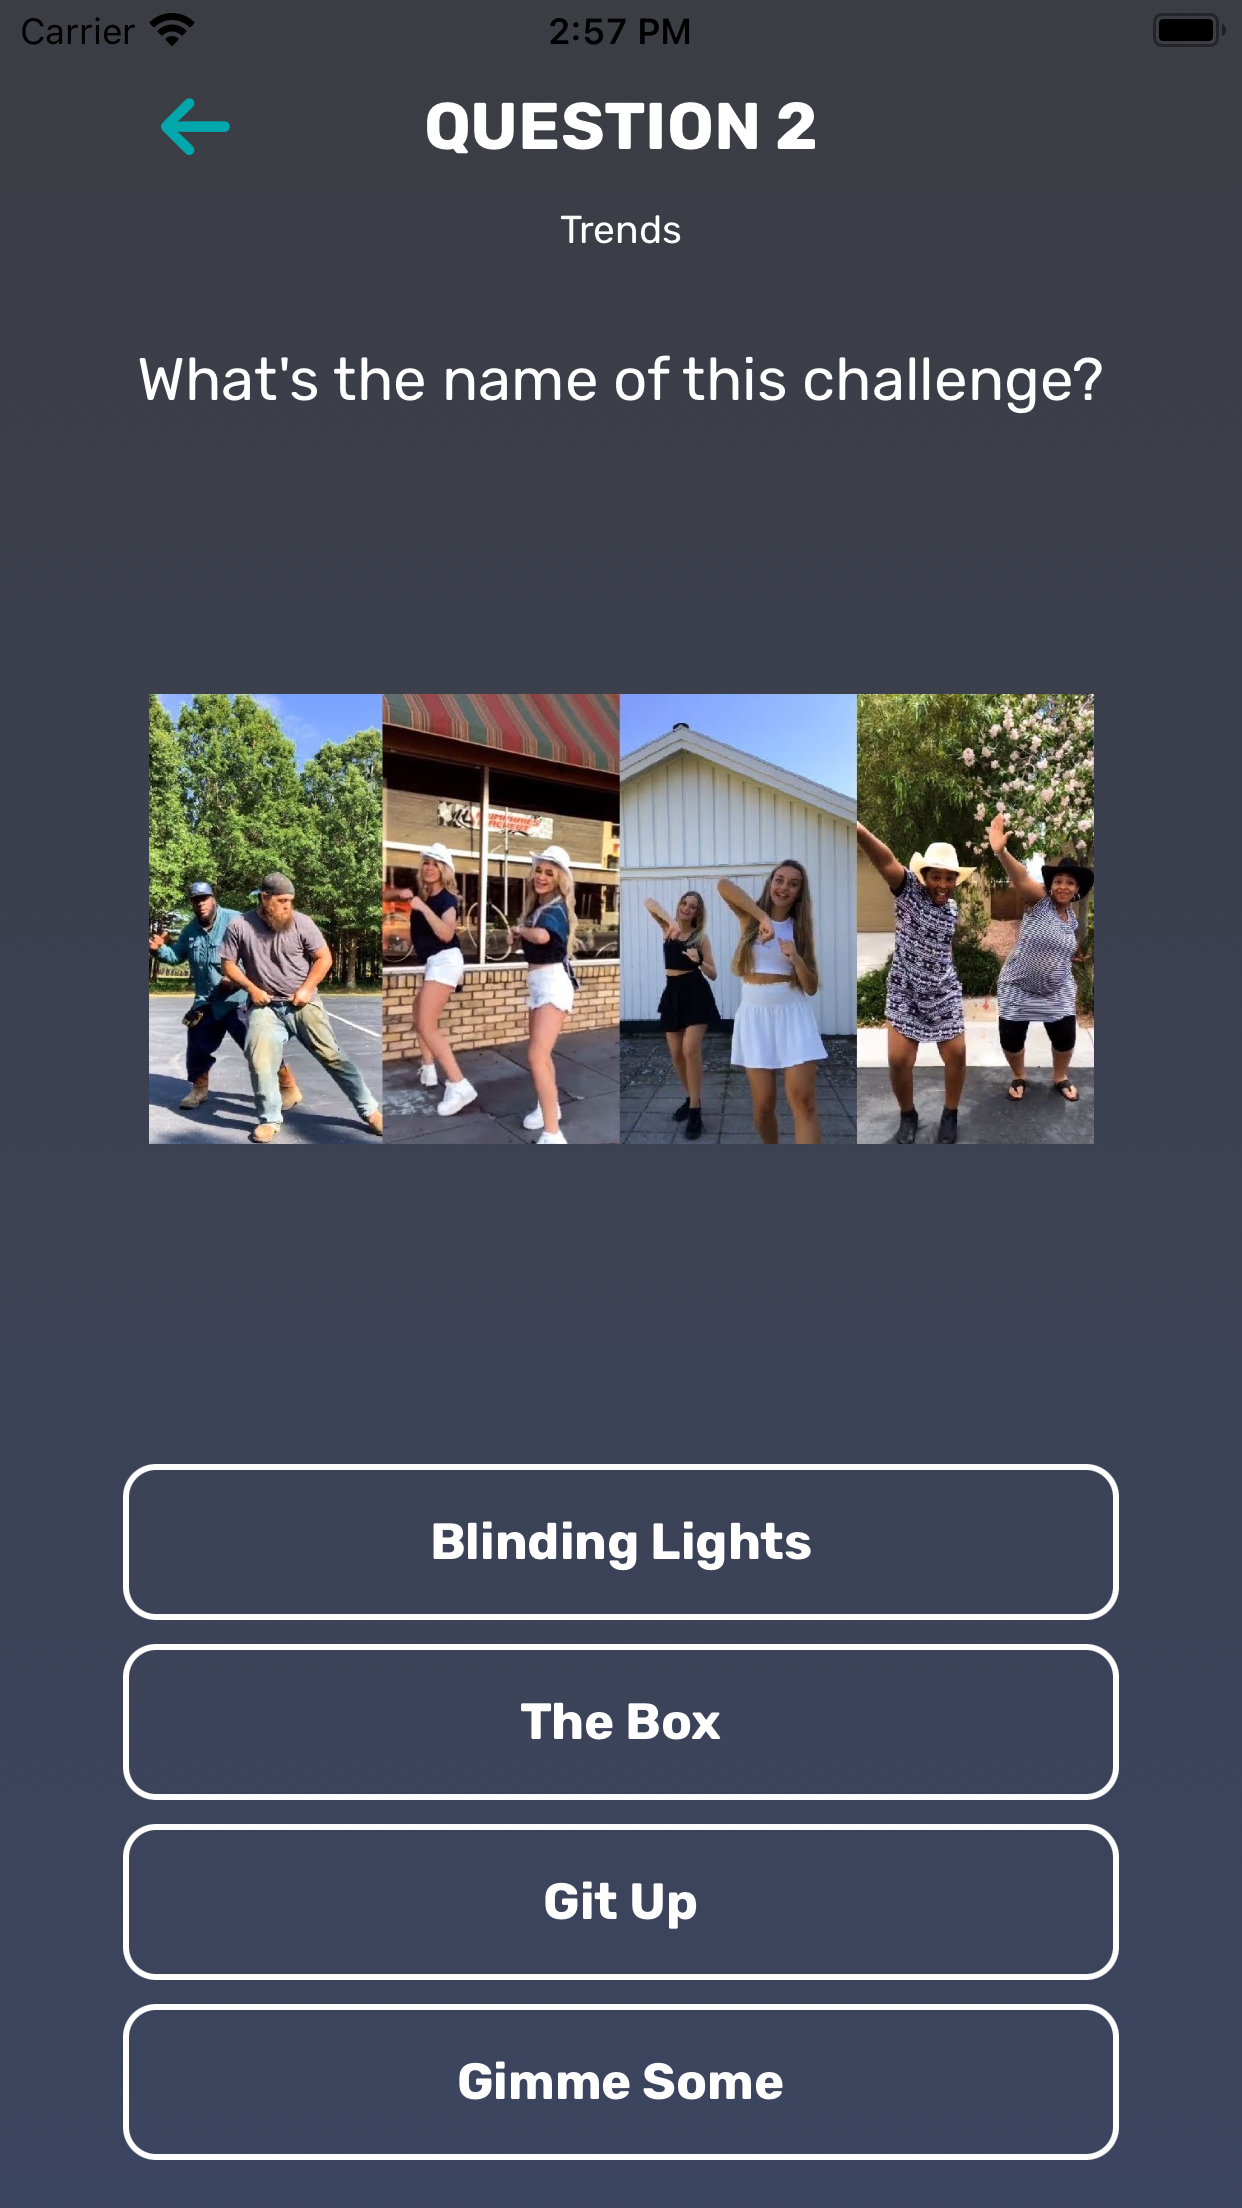 Carrier
2:57 PM
QUESTION 2
Trends
What's the name of this challenge?
Blinding Lights
The Box
Git Up
Gimme Some